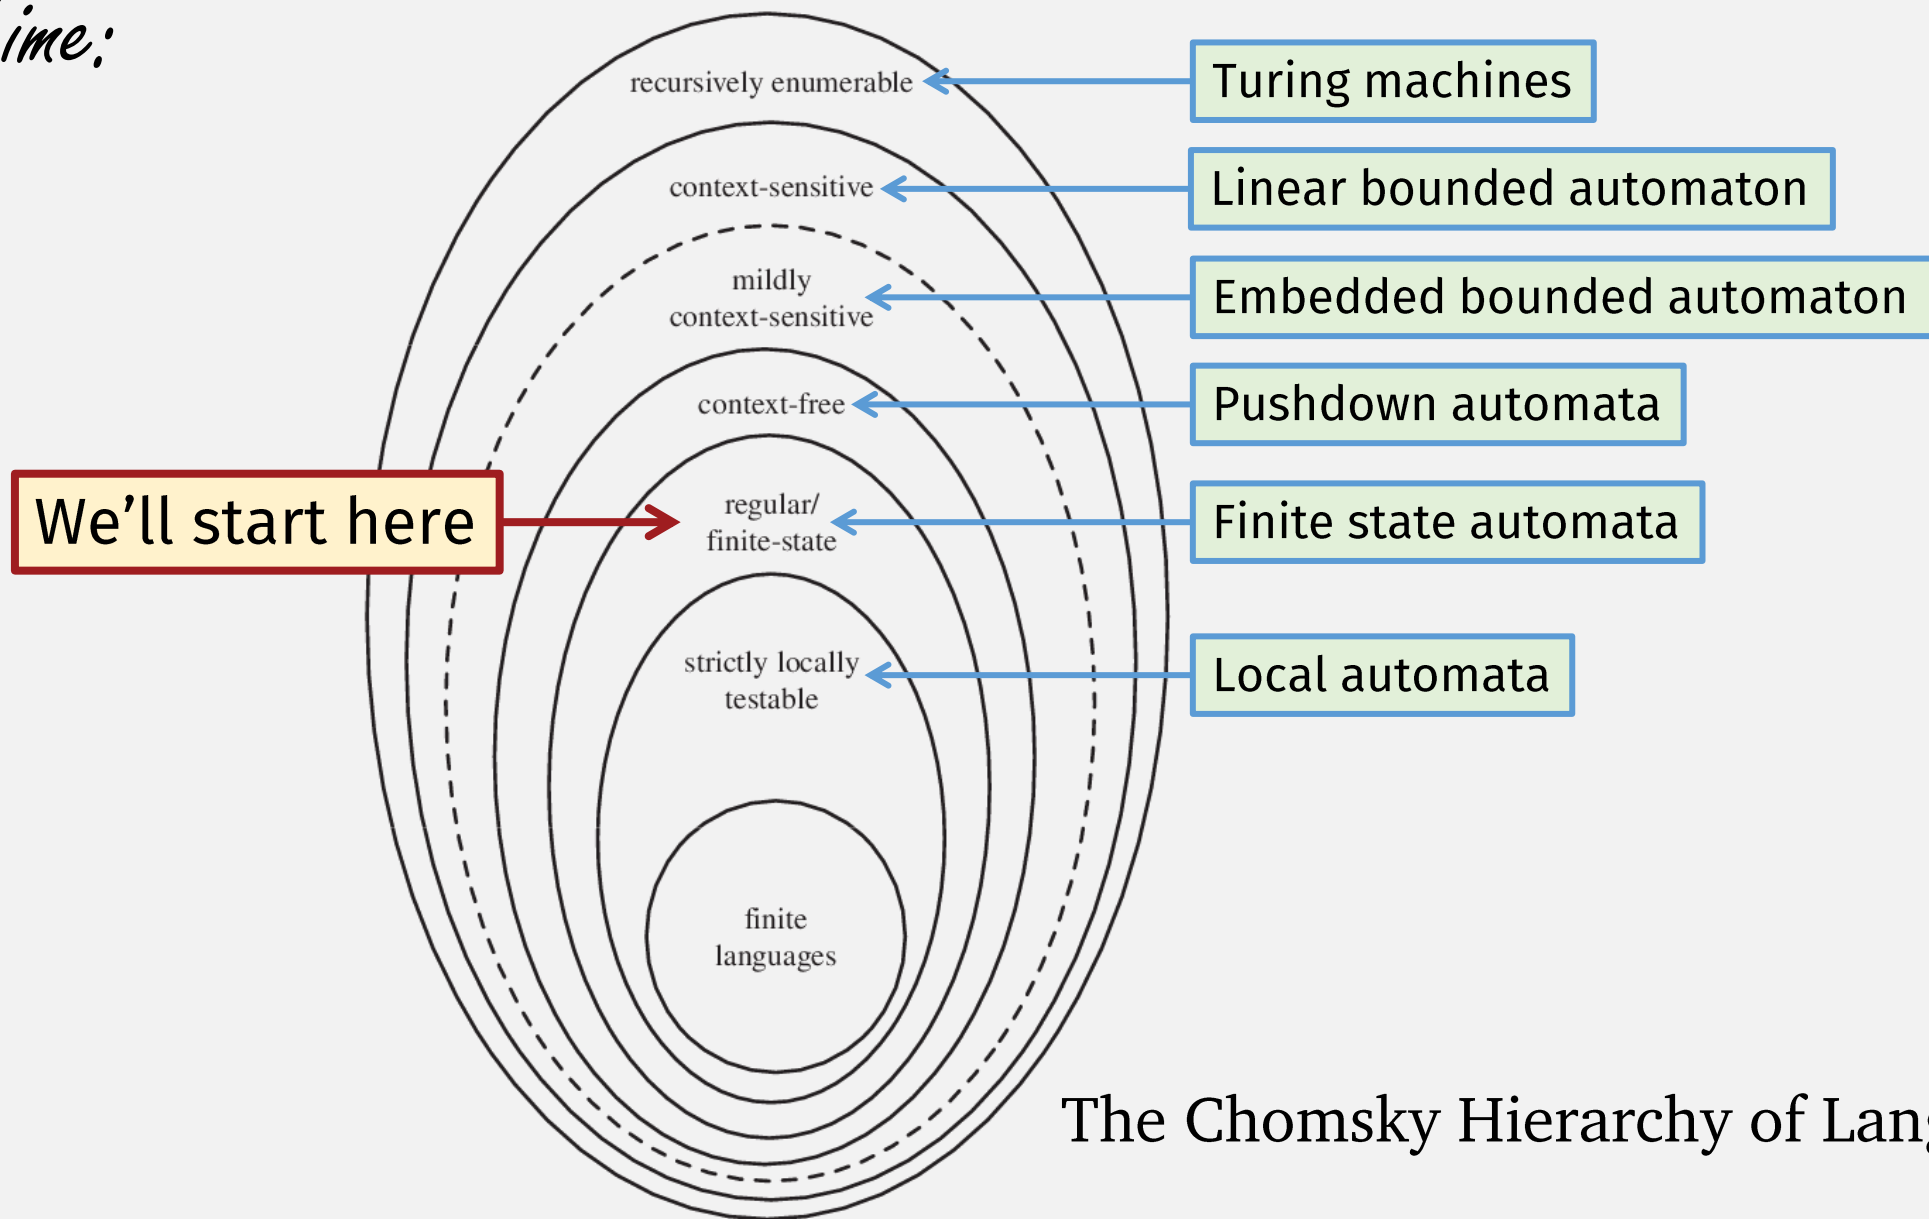 ime:
recursively enumerable
Turing machines
context-sensitive
Linear bounded automaton
mildly
context-sensitive
Embedded bounded automaton
context-free
Pushdown automata
We'll start here
regular/
finite-state
Finite state automata
strictly locally
testable
Local automata
finite
languages
The Chomsky Hierarchy of Lang